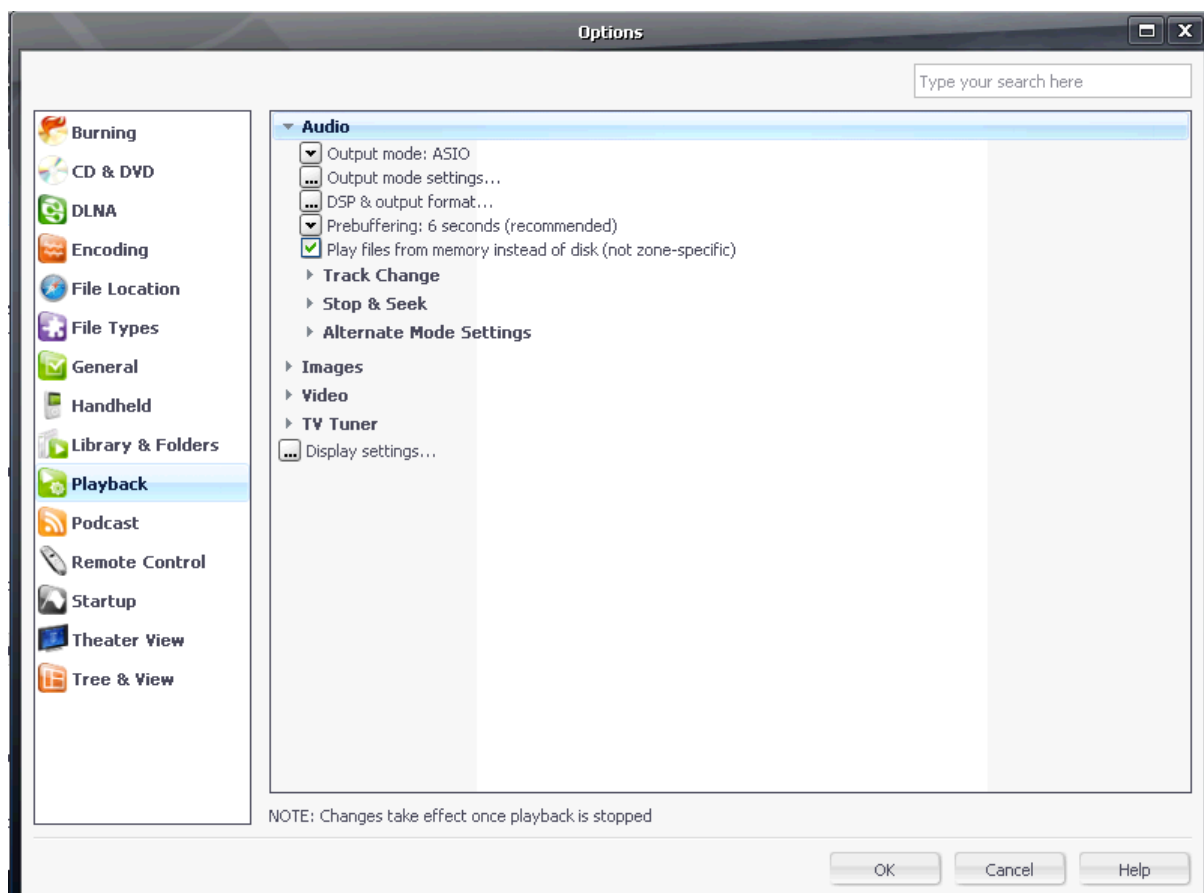 Options
Type your search here
Burning
CD & DVD
DLNA
Encoding
File Location
File Types
General
Handheld
Library & Folders
Playback
Podcast
Remote Control
Startup
Theater View
Tree & View
Audio
Output mode: ASIO
Output mode settings...
DSP & output format...
Prebuffering: 6 seconds (recommended)
Play files from memory instead of disk (not zone-specific)
Track Change
Stop & Seek
Alternate Mode Settings
Images
Video
TV Tuner
Display settings...
NOTE: Changes take effect once playback is stopped
OK
Cancel
Help